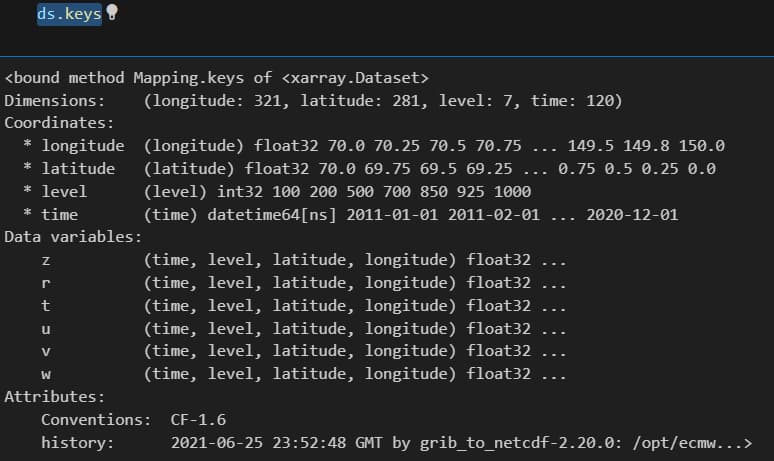 ds.keys
<bound method Mapping.keys of <xarray.Dataset>
Dimensions:    (longitude: 321, latitude: 281, level: 7, time: 120)
Coordinates:
  * longitude  (longitude) float32 70.0 70.25 70.5 70.75 ... 149.5 149.8 150.0
  * latitude   (latitude) float32 70.0 69.75 69.5 69.25 ... 0.75 0.5 0.25 0.0
  * level      (level) int32 100 200 500 700 850 925 1000
  * time       (time) datetime64[ns] 2011-01-01 2011-02-01 ... 2020-12-01
Data variables:
    z          (time, level, latitude, longitude) float32 ...
    r          (time, level, latitude, longitude) float32 ...
    t          (time, level, latitude, longitude) float32 ...
    u          (time, level, latitude, longitude) float32 ...
    v          (time, level, latitude, longitude) float32 ...
    w          (time, level, latitude, longitude) float32 ...
Attributes:
    Conventions:  CF-1.6
    history:      2021-06-25 23:52:48 GMT by grib_to_netcdf-2.20.0: /opt/ecmw...>